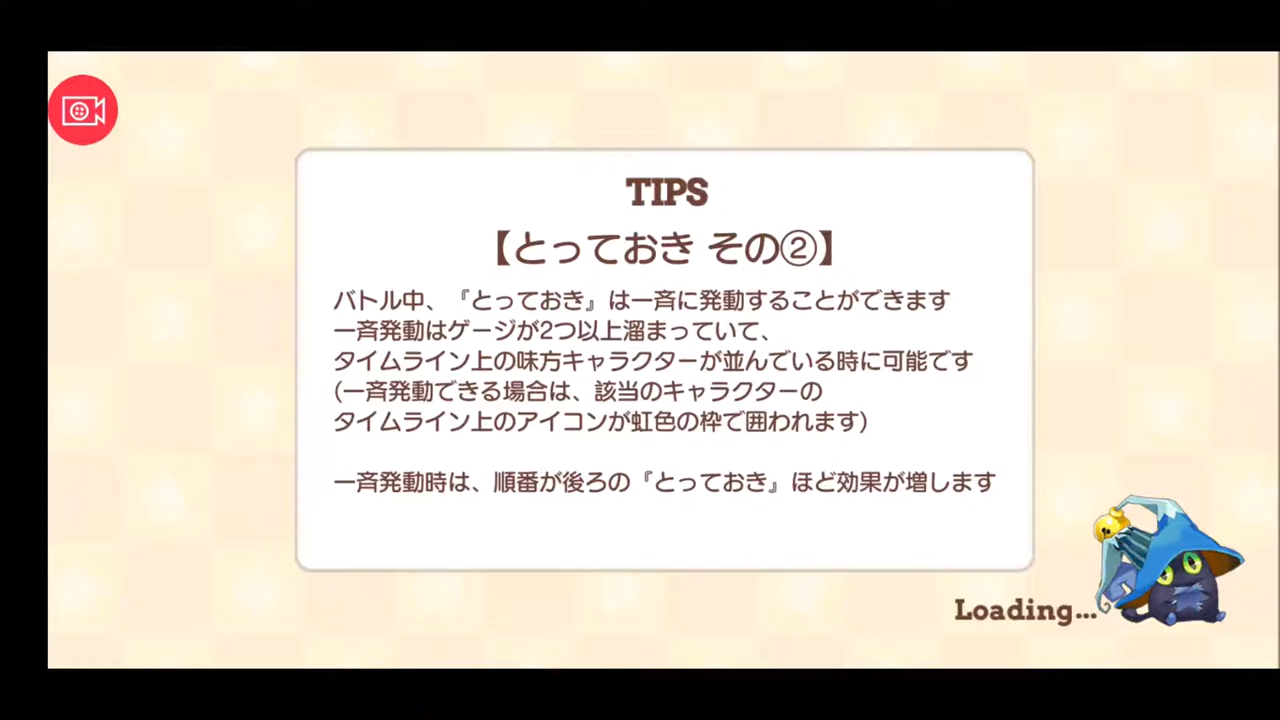 TIPS
【とっておき その②】
バトル中、『とっておき』は一斉に発動することができます
一斉発動はゲージが2つ以上溜まっていて、
タイムライン上の味方キャラクターが並んでいる時に可能です
(一斉発動できる場合は、該当のキャラクターの
タイムライン上のアイコンが虹色の枠で囲われます)
一斉発動時は、順番が後ろの『とっておき』ほど効果が増します
Loading...